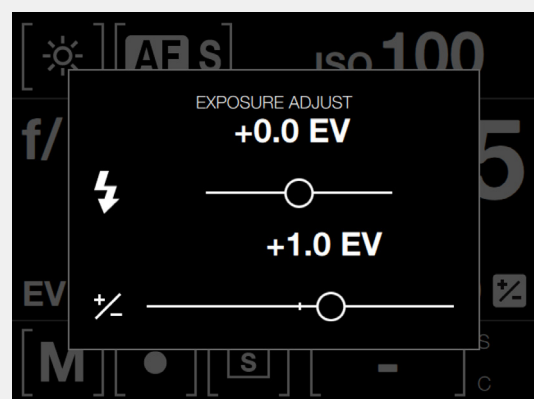 AF S ISO 100
EXPOSURE ADJUST
+0.0 EV
f/ 5
+1.0 EV
EV +/-
+/-
S
M S -
C